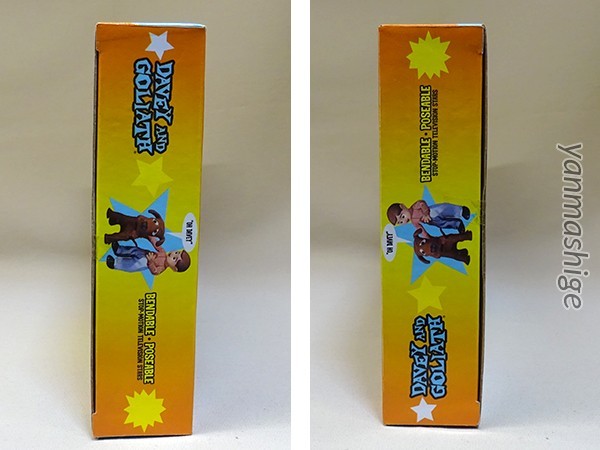 DAVEY AND
GOLIATH
BENDABLE • POSEABLE
STOP-MOTION TELEVISION STARS
BENDABLE • POSEABLE
STOP-MOTION TELEVISION STARS
DAVEY AND
GOLIATH
yanmashige